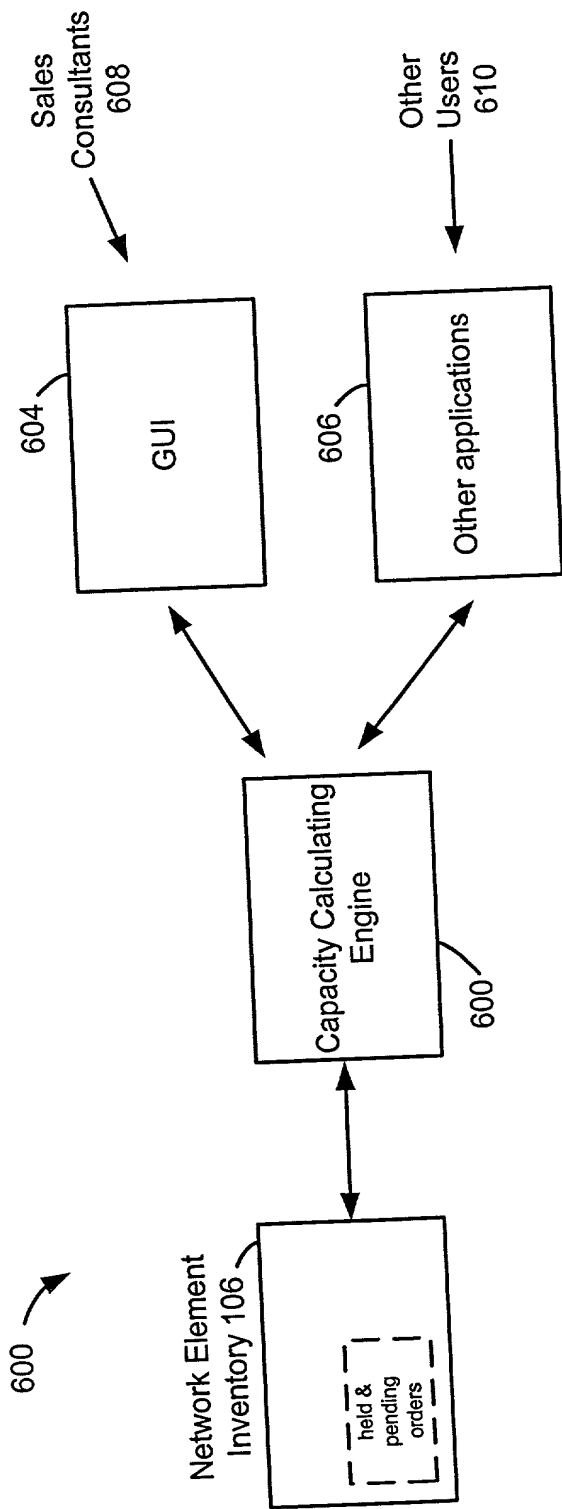 600
Network Element
Inventory 106
held &
pending
orders
Capacity Calculating
Engine
600
604
GUI
606
Other applications
Sales
Consultants
608
Other
Users
610